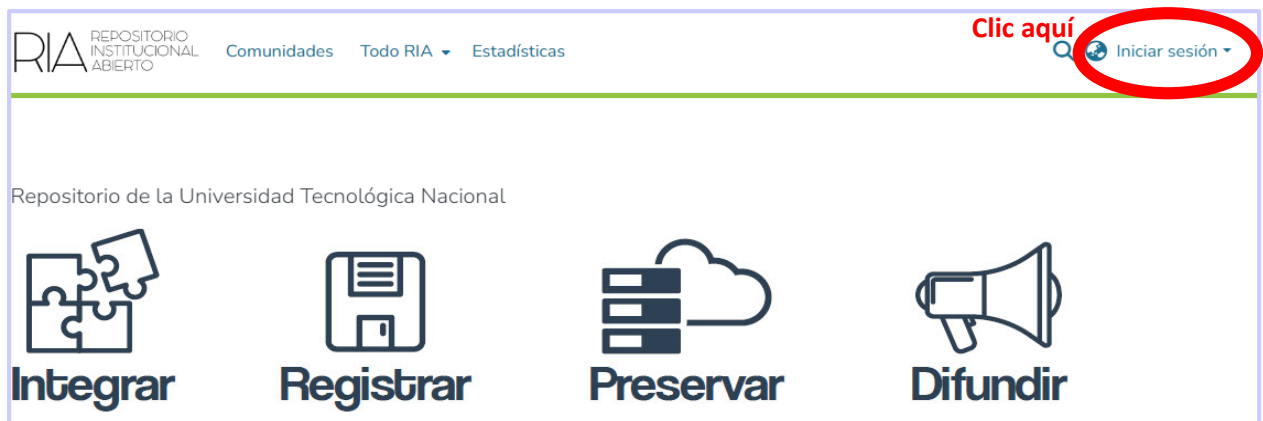 Clic aquí
RIA REPOSITORIO
INSTITUCIONAL
ABIERTO
Comunidades Todo RIA Estadísticas Iniciar sesión
Repositorio de la Universidad Tecnológica Nacional
Integrar Registrar Preservar Difundir